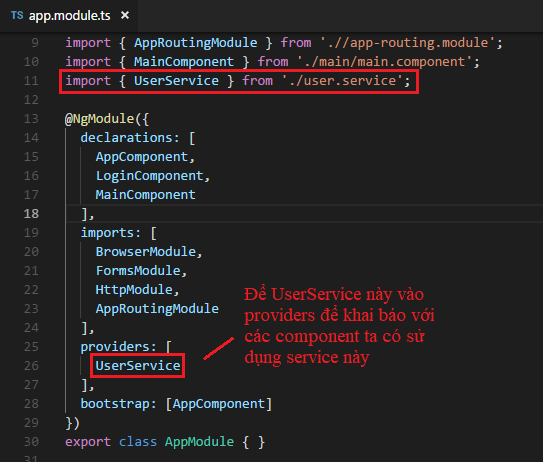 TS app.module.ts ×
9 import { AppRoutingModule } from './/app-routing.module';
10 import { MainComponent } from './main/main.component';
11 import { UserService } from './user.service';
12
13 @NgModule({
14 declarations: [
15 AppComponent,
16 LoginComponent,
17 MainComponent
18 ],
19 imports: [
20 BrowserModule,
21 FormsModule,
22 HttpModule,
23 AppRoutingModule
24 ],
25 providers: [
26 UserService
27 ],
28 bootstrap: [AppComponent]
29 })
30 export class AppModule { }
31
Để UserService này vào
providers để khai bảo với
các component ta có sử
dụng service này